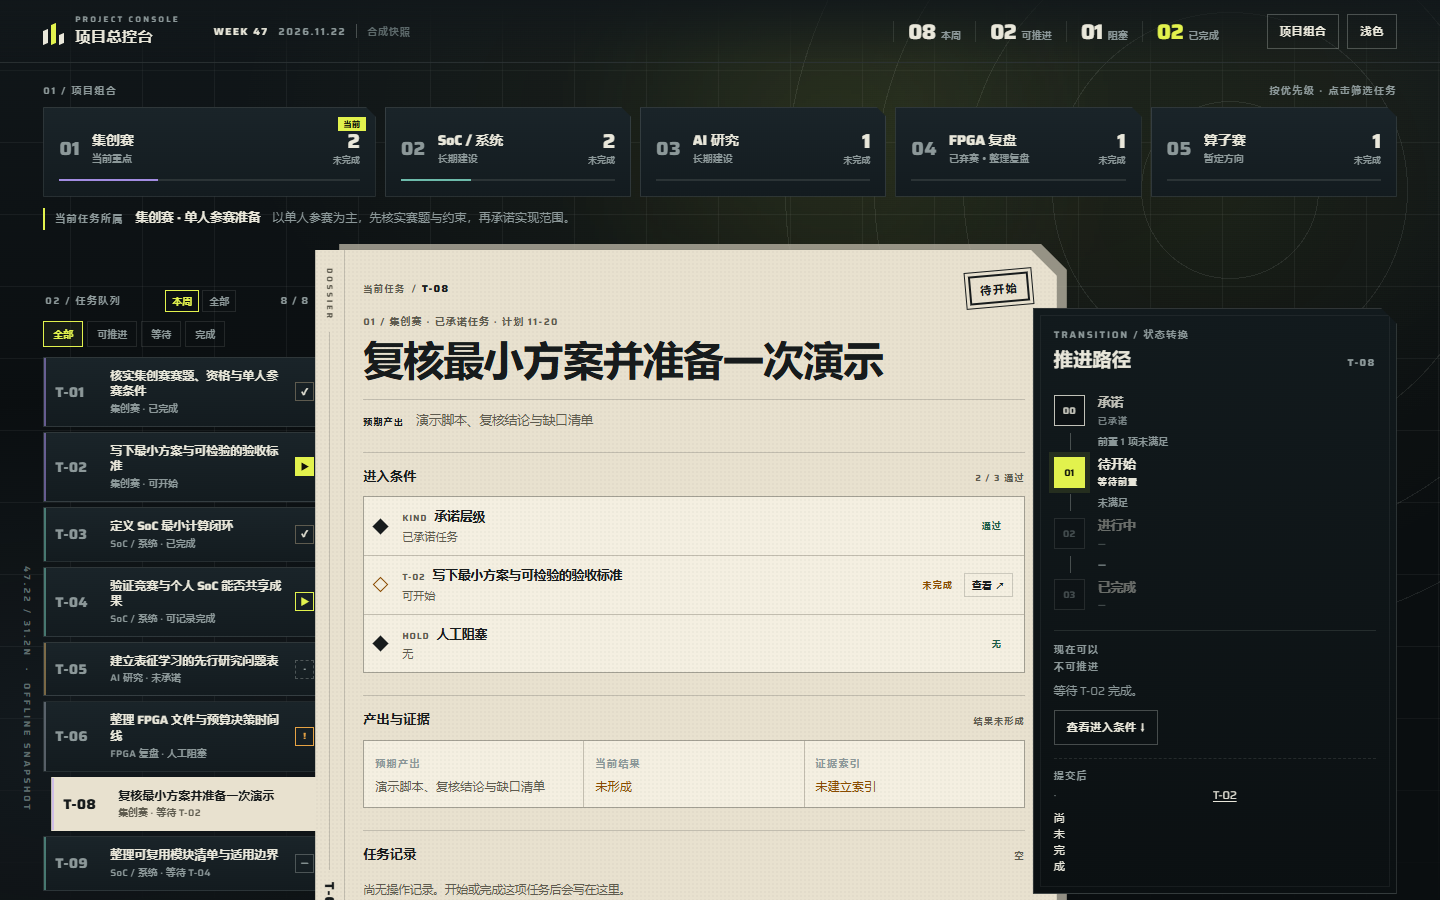 PROJECT CONSOLE
项目总控台
WEEK 47 2026.11.22 合成快照
08 本周
02 可推进
01 阻塞
02 已完成
项目组合
浅色
01 / 项目组合
按优先级 · 点击筛选任务
01 集创赛 当前重点 当前 2 未完成
02 SoC / 系统 长期建设 2 未完成
03 AI 研究 长期建设 1 未完成
04 FPGA 复盘 已弃赛 • 整理复盘 1 未完成
05 算子赛 暂定方向 1 未完成
当前任务所属 集创赛 · 单人参赛准备 以单人参赛为主，先核实赛题与约束，再承诺实现范围。
02 / 任务队列 本周 全部 8 / 8
全部 可推进 等待 完成
T-01 核实集创赛赛题、资格与单人参
赛条件
集创赛 · 已完成
T-02 写下最小方案与可检验的验收标
准
集创赛 · 可开始
T-03 定义 SoC 最小计算闭环
SoC / 系统 · 已完成
T-04 验证竞赛与个人 SoC 能否共享成
果
SoC / 系统 · 可记录完成
T-05 建立表征学习的先行研究问题表
AI 研究 · 未承诺
T-06 整理 FPGA 文件与预算决策时间
线
FPGA 复盘 · 人工阻塞
!
T-08 复核最小方案并准备一次演示
集创赛 · 等待 T-02
T-09 整理可复用模块清单与适用边界
SoC / 系统 · 等待 T-04
47.22 / 31.2N · OFFLINE SNAPSHOT
DOSSIER
当前任务 / T-08
待开始
01 / 集创赛 · 已承诺任务 · 计划 11-20
复核最小方案并准备一次演示
预期产出 演示脚本、复核结论与缺口清单
进入条件 2 / 3 通过
KIND 承诺层级
已承诺任务
通过
T-02 写下最小方案与可检验的验收标准
可开始
未完成 查看 ↗
HOLD 人工阻塞
无
无
产出与证据 结果未形成
预期产出
演示脚本、复核结论与缺口清单
当前结果
未形成
证据索引
未建立索引
任务记录 空
尚无操作记录。开始或完成这项任务后会写在这里。
TRANSITION / 状态转换
推进路径 T-08
00 承诺
已承诺
前置 1 项未满足
01 待开始
等待前置
未满足
02 进行中
—
—
03 已完成
—
现在可以
不可推进
等待 T-02 完成。
查看进入条件 ↓
提交后
· T-02
尚
未
完
成